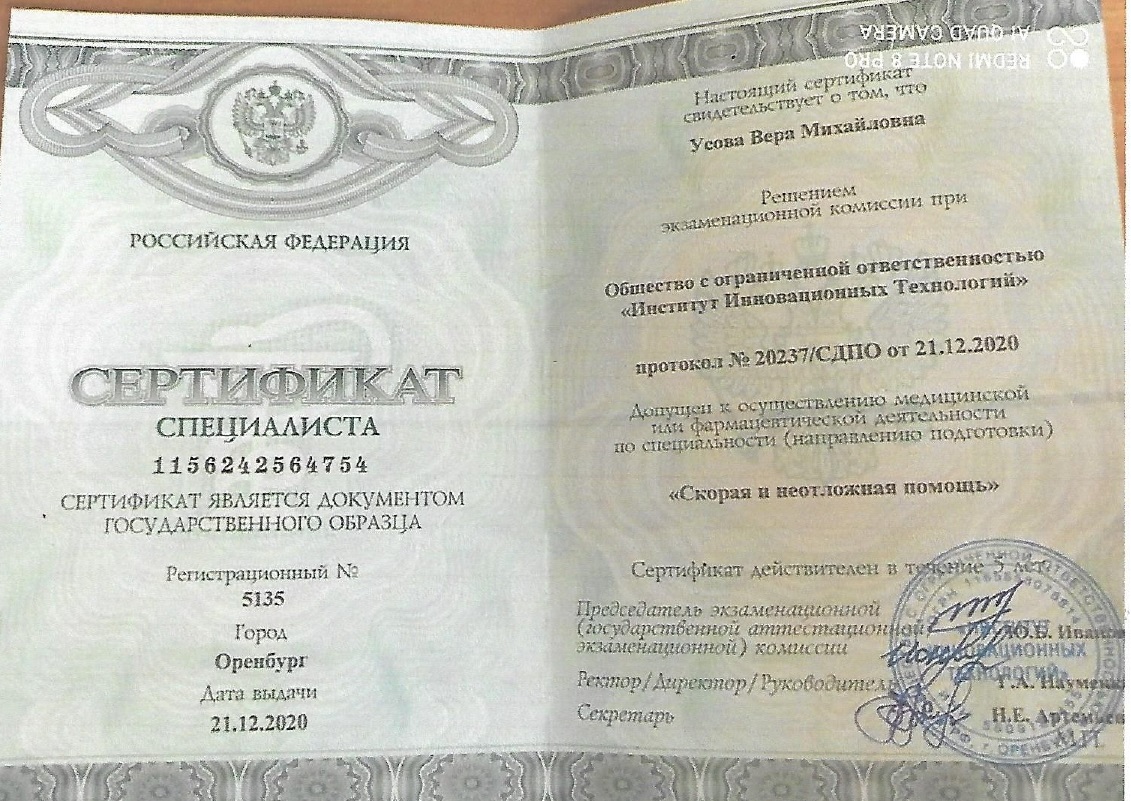 РОССИЙСКАЯ ФЕДЕРАЦИЯ
СЕРТИФИКАТ
СПЕЦИАЛИСТА
1156242564754
СЕРТИФИКАТ ЯВЛЯЕТСЯ ДОКУМЕНТОМ
ГОСУДАРСТВЕННОГО ОБРАЗЦА
Регистрационный №
5135
Город
Оренбург
Дата выдачи
21.12.2020
REDMI NOTE 8 PRO
AI QUAD CAMERA
Настоящий сертификат
свидетельствует о том, что
Усова Вера Михайловна
Решением
экзаменационной комиссии при
Общество с ограниченной ответственностью
«Институт Инновационных Технологий»
протокол № 20237/СДПО от 21.12.2020
Допущен к осуществлению медицинской
или фармацевтической деятельности
по специальности (направлению подготовки)
«Скорая и неотложная помощь»
Сертификат действителен в течение 5 лет.
Председатель экзаменационной
(государственной аттестационной
экзаменационной) комиссии
Ю.В.
Ректор/Директор/Руководитель
Г.А.
Секретарь
Н.Е.
М.П.
ИНСТИТУТ
ИННОВАЦИОННЫХ
ТЕХНОЛОГИЙ»